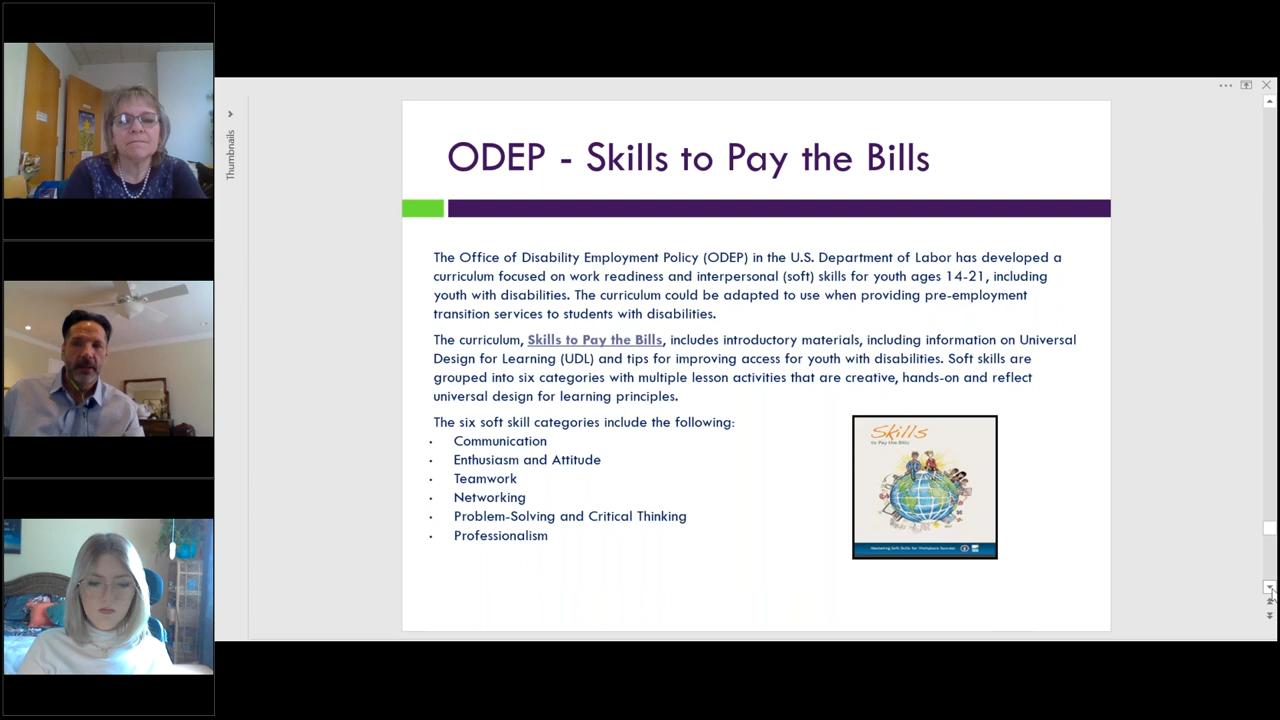 Thumbnails
ODEP - Skills to Pay the Bills
The Office of Disability Employment Policy (ODEP) in the U.S. Department of Labor has developed a
curriculum focused on work readiness and interpersonal (soft) skills for youth ages 14-21, including
youth with disabilities. The curriculum could be adapted to use when providing pre-employment
transition services to students with disabilities.
The curriculum, Skills to Pay the Bills, includes introductory materials, including information on Universal
Design for Learning (UDL) and tips for improving access for youth with disabilities. Soft skills are
grouped into six categories with multiple lesson activities that are creative, hands-on and reflect
universal design for learning principles.
The six soft skill categories include the following:
· Communication
· Enthusiasm and Attitude
· Teamwork
· Networking
· Problem-Solving and Critical Thinking
· Professionalism
Skills
to Pay the Bills
Mastering Soft Skills for Workplace Success